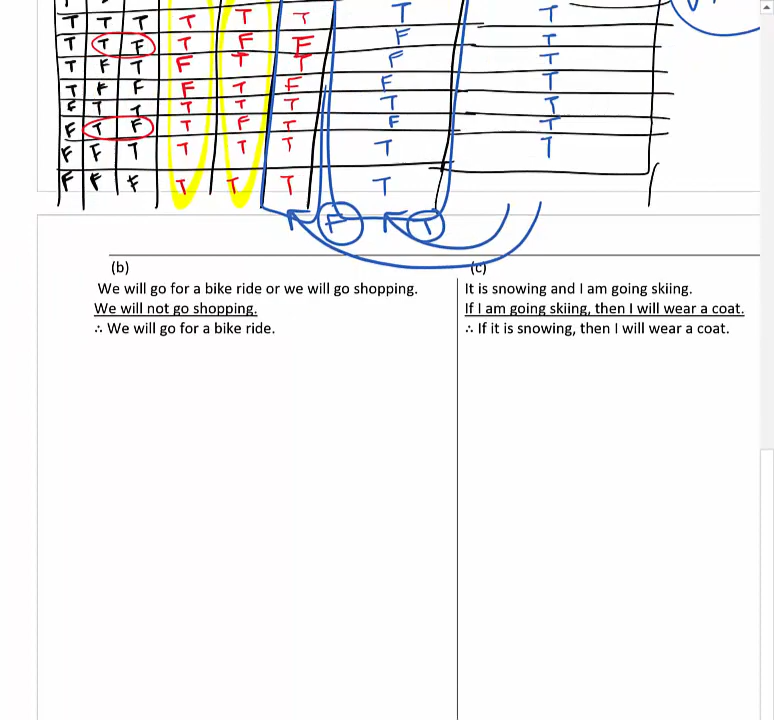 T T T T T T T T
T T F T F F F T
T F T F T T F T
T F F F T F F T
F T T T T T T T
F T F T F T F T
F F T T T T T T
F F F T T T T
F T
(b) (c)
We will go for a bike ride or we will go shopping. It is snowing and I am going skiing.
We will not go shopping. If I am going skiing, then I will wear a coat.
∴ We will go for a bike ride. ∴ If it is snowing, then I will wear a coat.